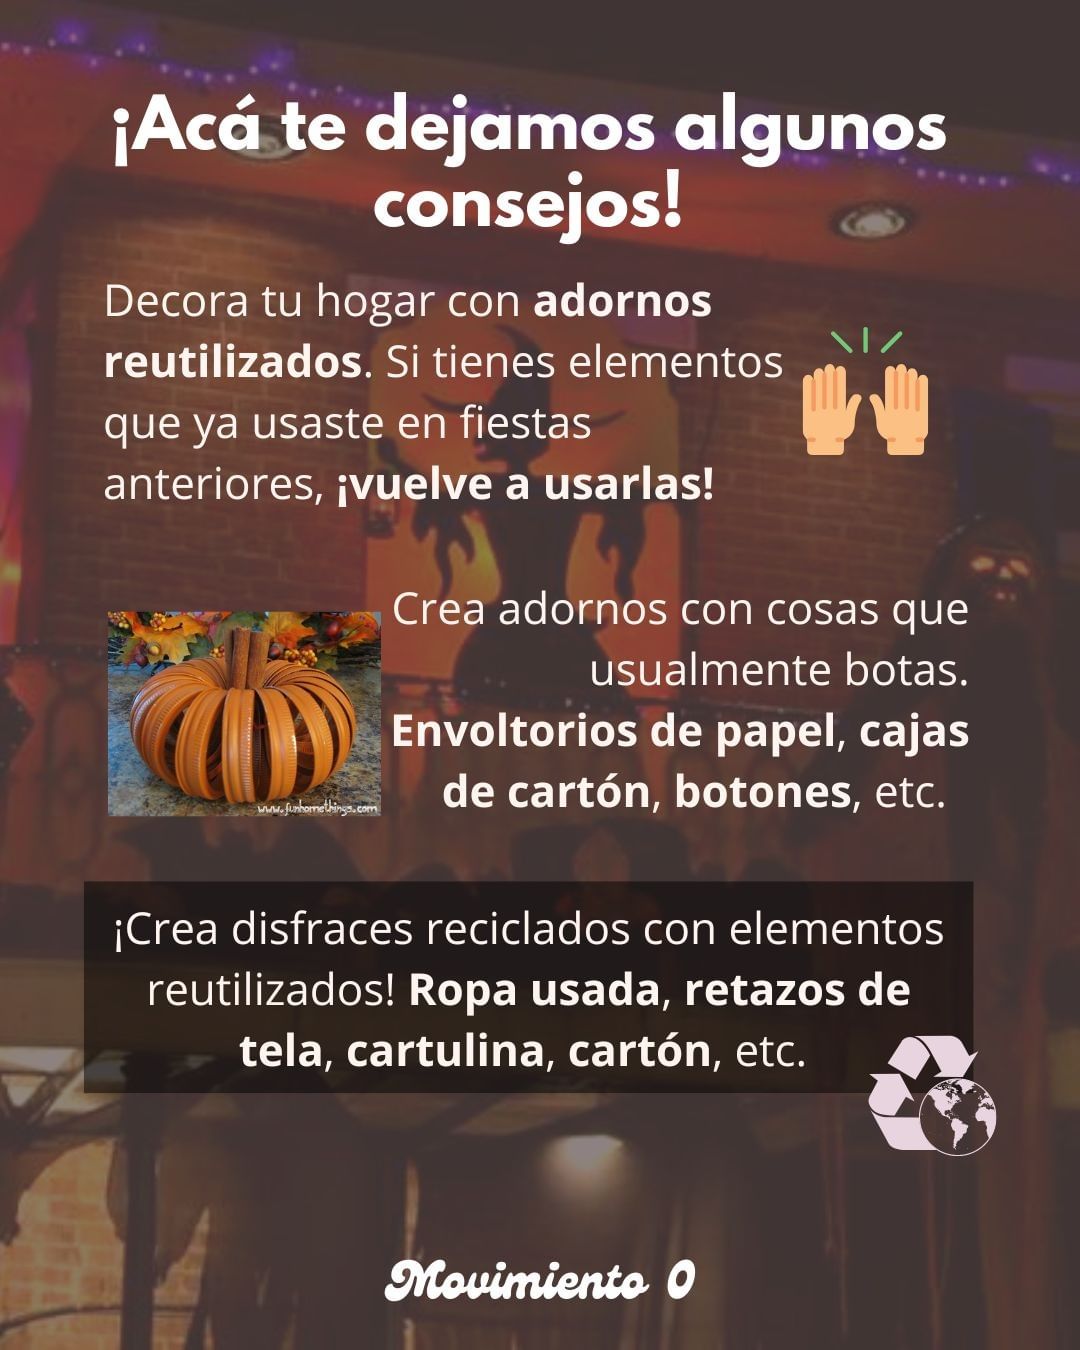 ¡Acá te dejamos algunos
consejos!
Decora tu hogar con adornos
reutilizados. Si tienes elementos
que ya usaste en fiestas
anteriores, ¡vuelve a usarlas!
Crea adornos con cosas que
usualmente botas.
Envoltorios de papel, cajas
de cartón, botones, etc.
www.funhomethings.com
¡Crea disfraces reciclados con elementos
reutilizados! Ropa usada, retazos de
tela, cartulina, cartón, etc.
Movimiento 0